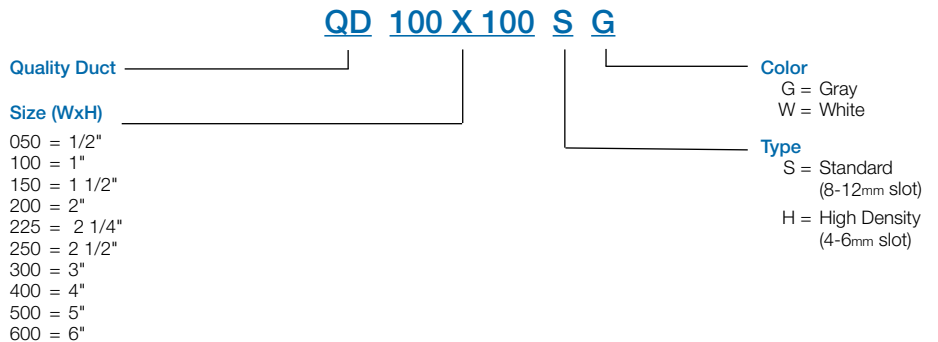 QD 100 X 100 S G
Quality Duct
Size (WxH)
050 = 1/2"
100 = 1"
150 = 1 1/2"
200 = 2"
225 = 2 1/4"
250 = 2 1/2"
300 = 3"
400 = 4"
500 = 5"
600 = 6"
Color
G = Gray
W = White
Type
S = Standard
(8-12mm slot)
H = High Density
(4-6mm slot)